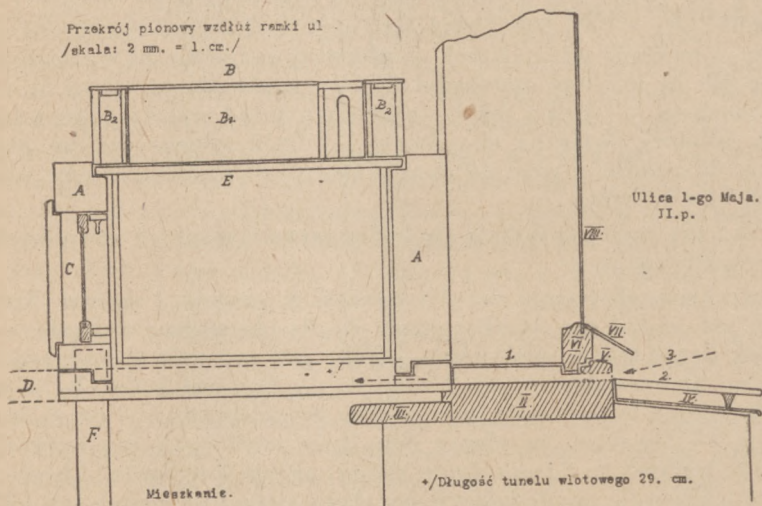 Przekrój pionowy wzdłuż ramki ul
/skala: 2 mm. = 1.cm./
B
B₂
B₁.
B₂
E
A
A
C
Ulica 1-go Maja.
II.p.
VIII.
VII.
VI
V.
1.
3.
2.
D.
III.
II
IV.
F.
Mieszkanie.
+/Długość tunelu wlotowego 29. cm.